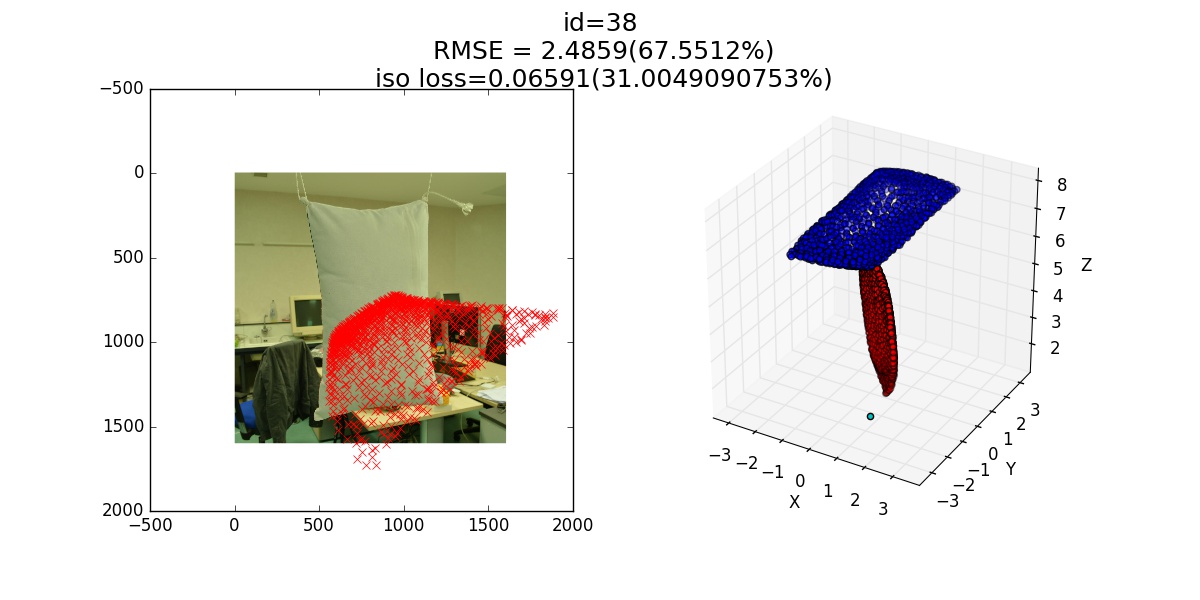 id=38
RMSE = 2.4859(67.5512%)
iso loss=0.06591(31.0049090753%)
−500
0
500
1000
1500
2000
−500 0 500 1000 1500 2000
8
7
6
5
4
3
2
Z
−3 −2 −1 0 1 2 3
X
−3 −2 −1 0 1 2 3
Y